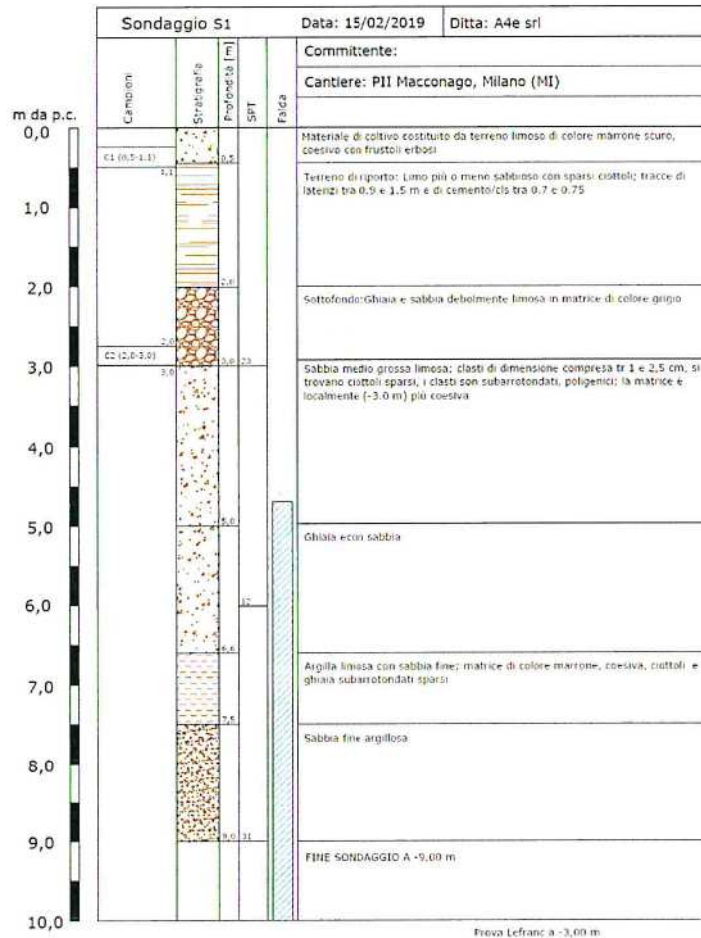 Sondaggio S1
Data: 15/02/2019
Ditta: A4e srl
Committente:
Cantiere: PII Macconago, Milano (MI)
Campioni
Stratigrafia
Profondità [m]
SPT
Falda
m da p.c.
0,0
Materiale di coltivo costituito da terreno limoso di colore marrone scuro,
coesivo con frustoli erbosi
C1 (0,5-1,1)
0,5
1,1
Terreno di riporto: Limo più o meno sabbioso con sparsi ciottoli; tracce di
laterizi tra 0.9 e 1.5 m e di cemento/cls tra 0.7 e 0.75
1,0
2,0
2,0
Sottofondo:Ghiaia e sabbia debolmente limosa in matrice di colore grigio
2,0
C2 (2,0-3,0)
3,0
3,0
3,0
Sabbia medio grossa limosa; clasti di dimensione compresa tr 1 e 2,5 cm, si
trovano ciottoli sparsi, i clasti son subarrotondati, poligenici; la matrice è
localmente (-3.0 m) più coesiva
4,0
5,0
5,0
Ghiaia econ sabbia
6,0
6,6
Argilla limosa con sabbia fine; matrice di colore marrone, coesiva, ciottoli e
ghiaia subarrotondati sparsi
7,0
7,5
Sabbia fine argillosa
8,0
9,0
9,0
31
FINE SONDAGGIO A -9,00 m
10,0
Prova Lefranc a -3,00 m